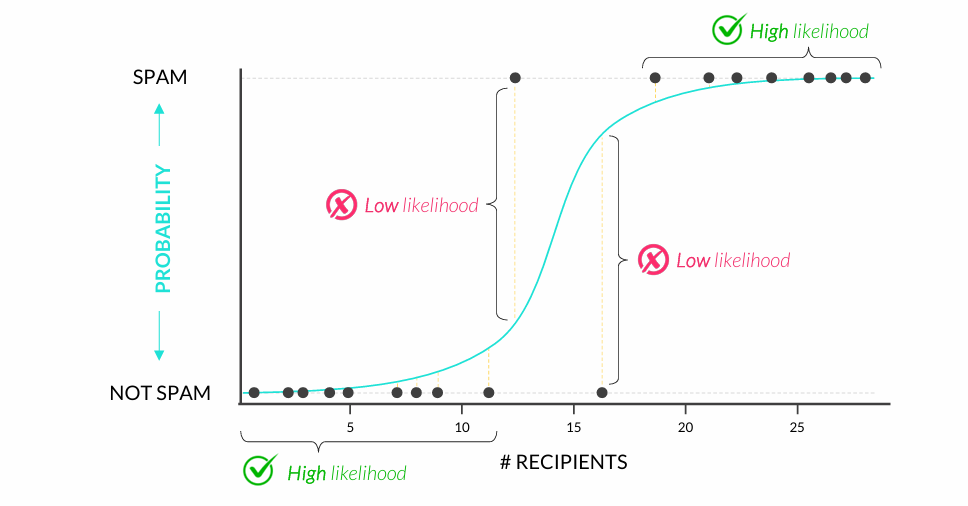 High likelihood
SPAM
PROBABILITY
Low likelihood
Low likelihood
NOT SPAM
5
10
15
20
25
High likelihood
# RECIPIENTS